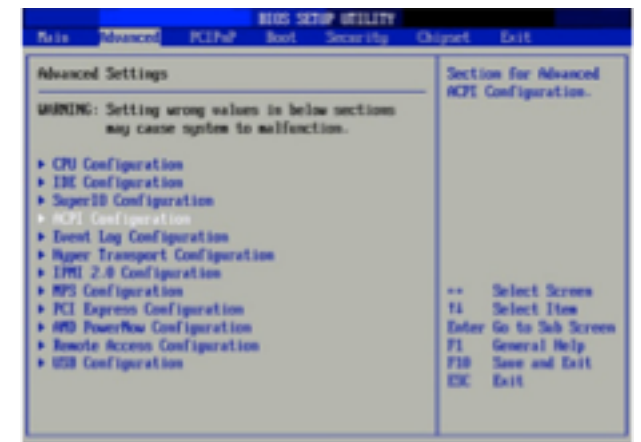 BIOS SETUP UTILITY
Main Advanced PCIPnP Boot Security Chipset Exit
Advanced Settings
WARNING: Setting wrong values in below sections
may cause system to malfunction.
▶ CPU Configuration
▶ IDE Configuration
▶ SuperIO Configuration
▶ ACPI Configuration
▶ Event Log Configuration
▶ Hyper Transport Configuration
▶ IPMI 2.0 Configuration
▶ MPS Configuration
▶ PCI Express Configuration
▶ AMD PowerNow Configuration
▶ Remote Access Configuration
▶ USB Configuration
Section for Advanced
ACPI Configuration.
↔ Select Screen
↑↓ Select Item
Enter Go to Sub Screen
F1 General Help
F10 Save and Exit
ESC Exit